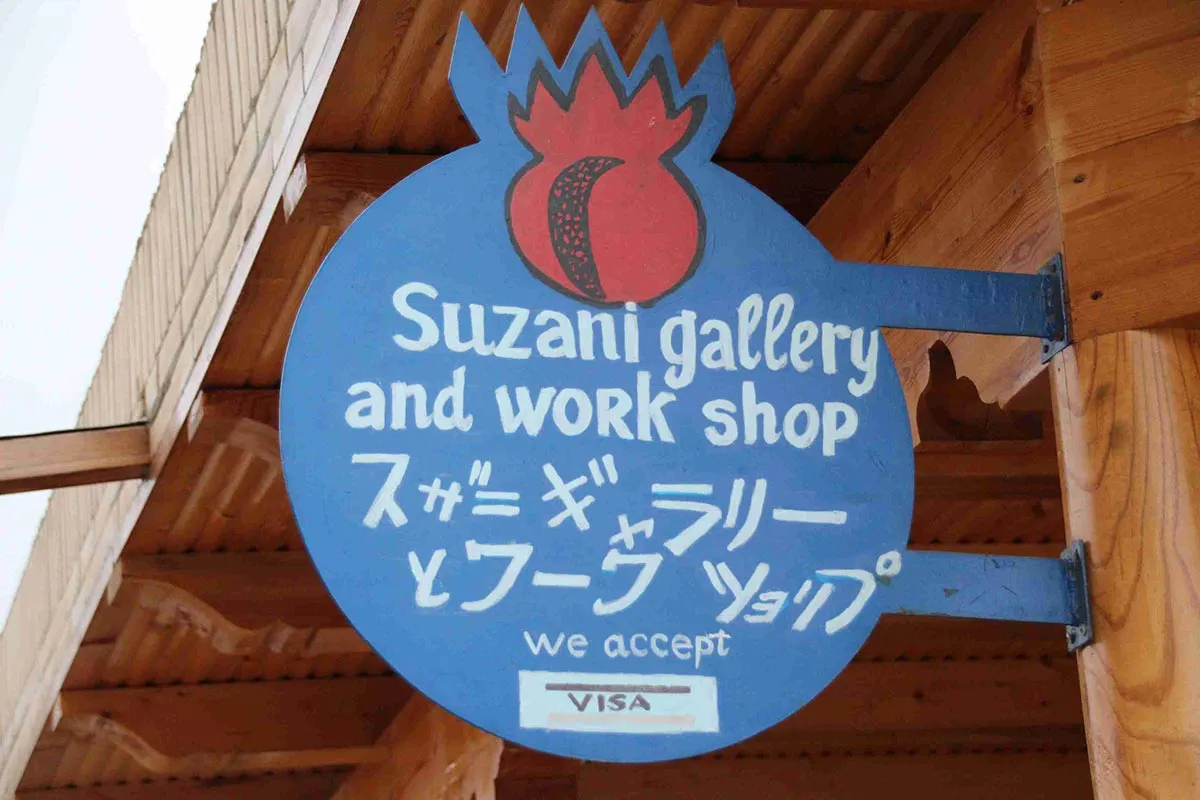 Suzani gallery
and work shop
スザニ ギャラリー
とワーク ツョップ
we accept
VISA